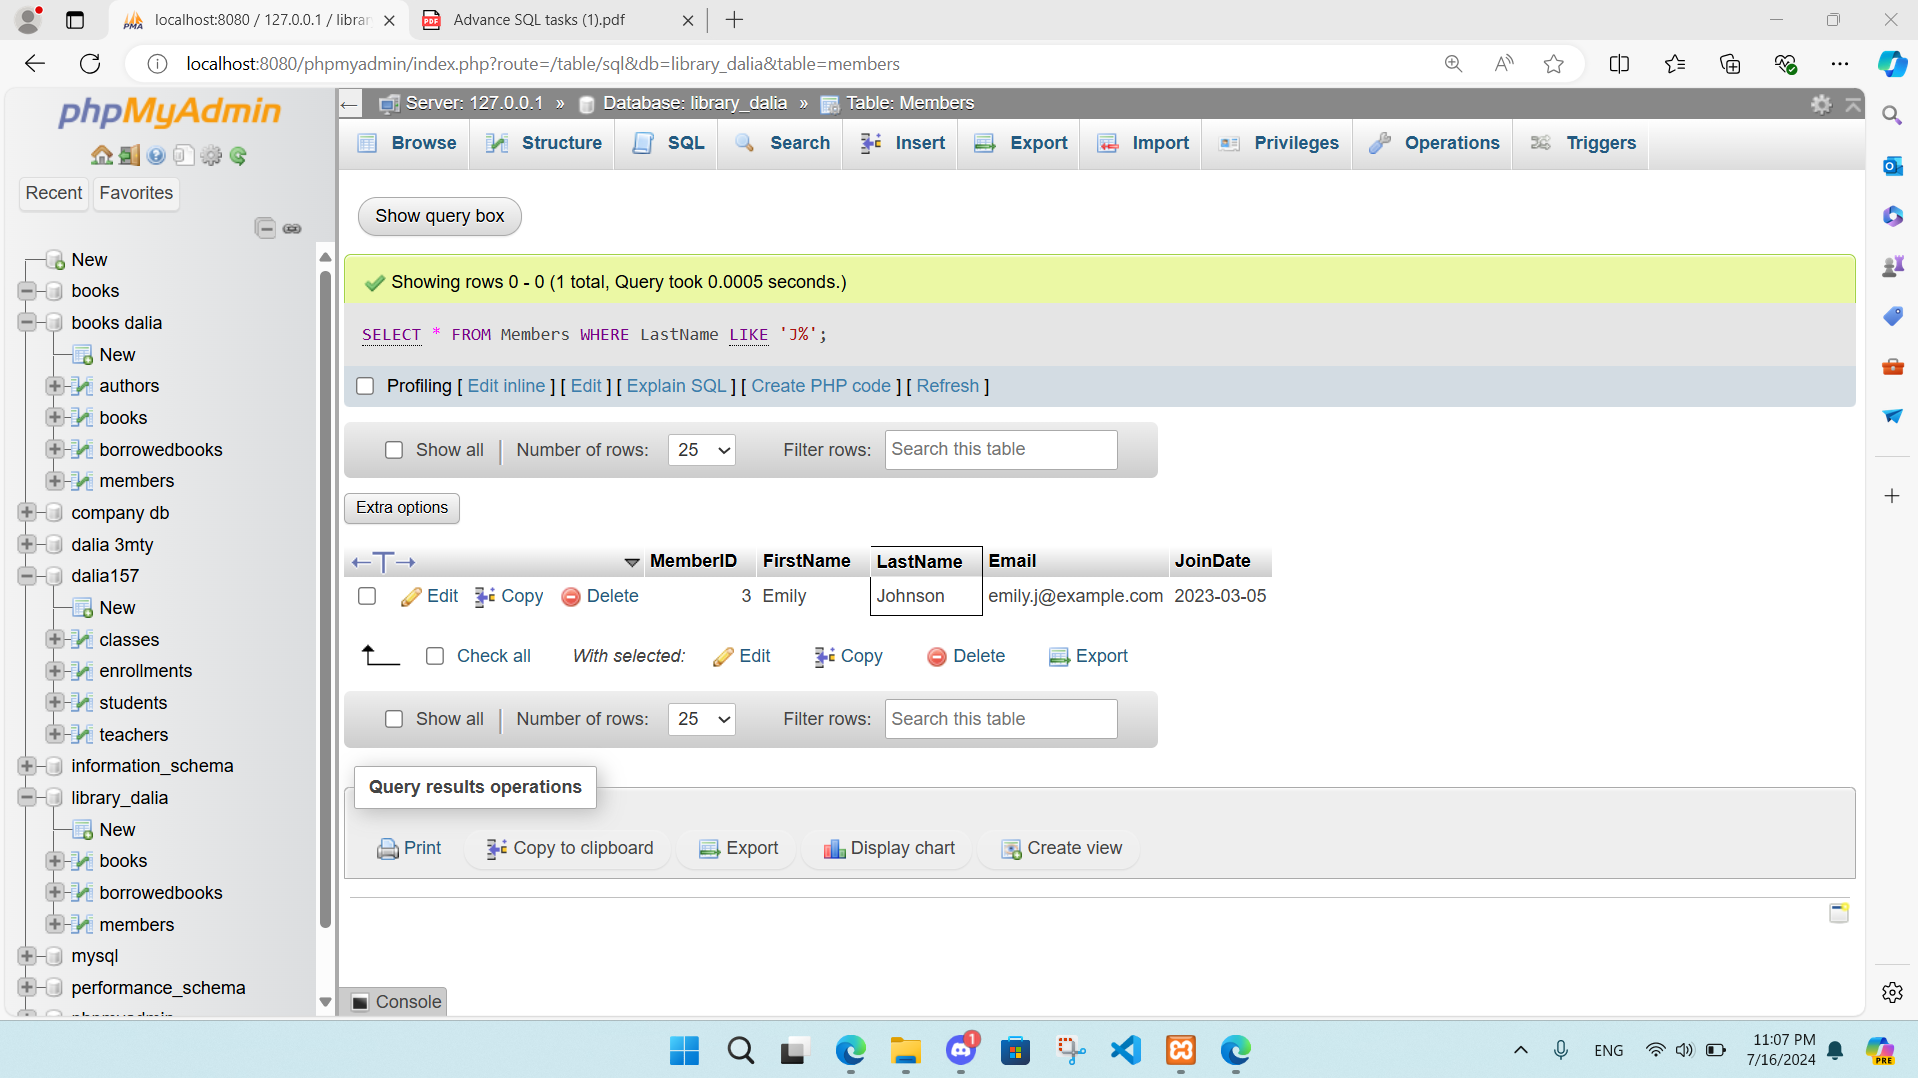 localhost:8080 / 127.0.0.1 / librar
Advance SQL tasks (1).pdf
localhost:8080/phpmyadmin/index.php?route=/table/sql&db=library_dalia&table=members
phpMyAdmin
Recent
Favorites
New
books
books dalia
New
authors
books
borrowedbooks
members
company db
dalia 3mty
dalia157
New
classes
enrollments
students
teachers
information_schema
library_dalia
New
books
borrowedbooks
members
mysql
performance_schema
phpmyadmin
Server: 127.0.0.1 » Database: library_dalia » Table: Members
Browse
Structure
SQL
Search
Insert
Export
Import
Privileges
Operations
Triggers
Show query box
Showing rows 0 - 0 (1 total, Query took 0.0005 seconds.)
SELECT * FROM Members WHERE LastName LIKE 'J%';
Profiling [ Edit inline ] [ Edit ] [ Explain SQL ] [ Create PHP code ] [ Refresh ]
Show all | Number of rows: 25 Filter rows: Search this table
Extra options
MemberID FirstName LastName Email JoinDate
Edit Copy Delete 3 Emily Johnson emily.j@example.com 2023-03-05
Check all With selected: Edit Copy Delete Export
Show all | Number of rows: 25 Filter rows: Search this table
Query results operations
Print Copy to clipboard Export Display chart Create view
Console
1
ENG
11:07 PM
7/16/2024
PRE